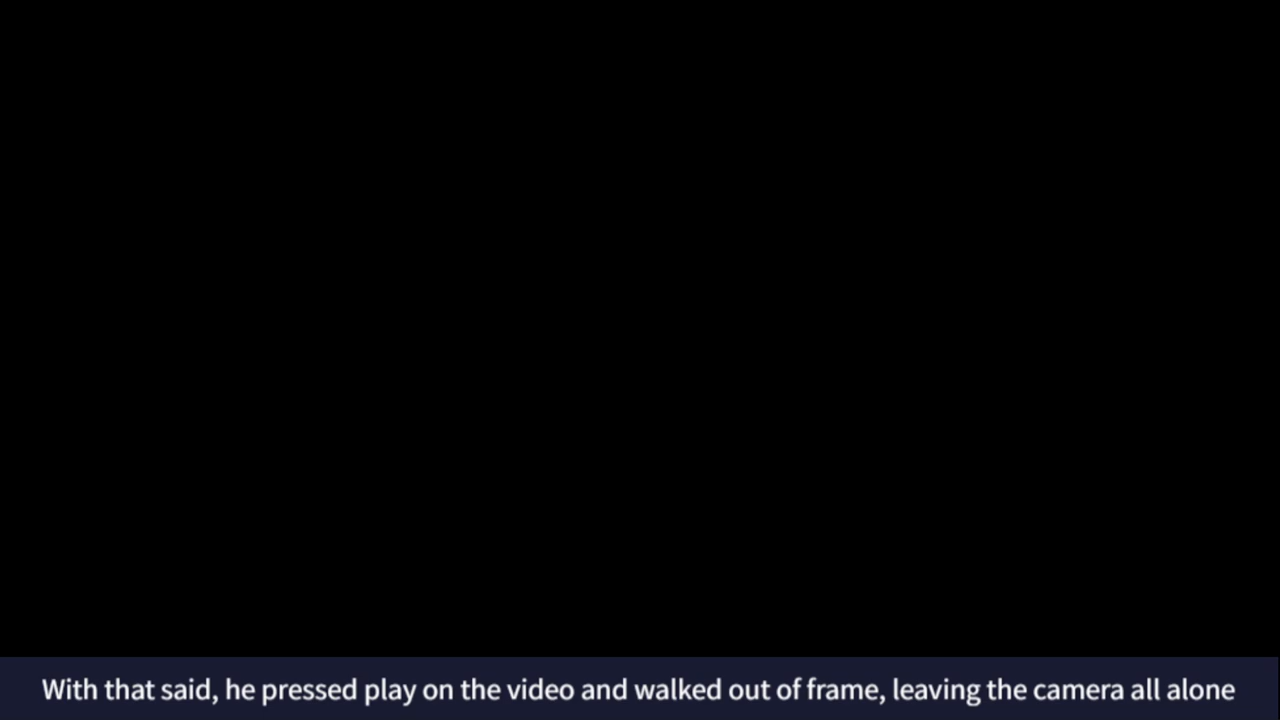 With that said, he pressed play on the video and walked out of frame, leaving the camera all alone